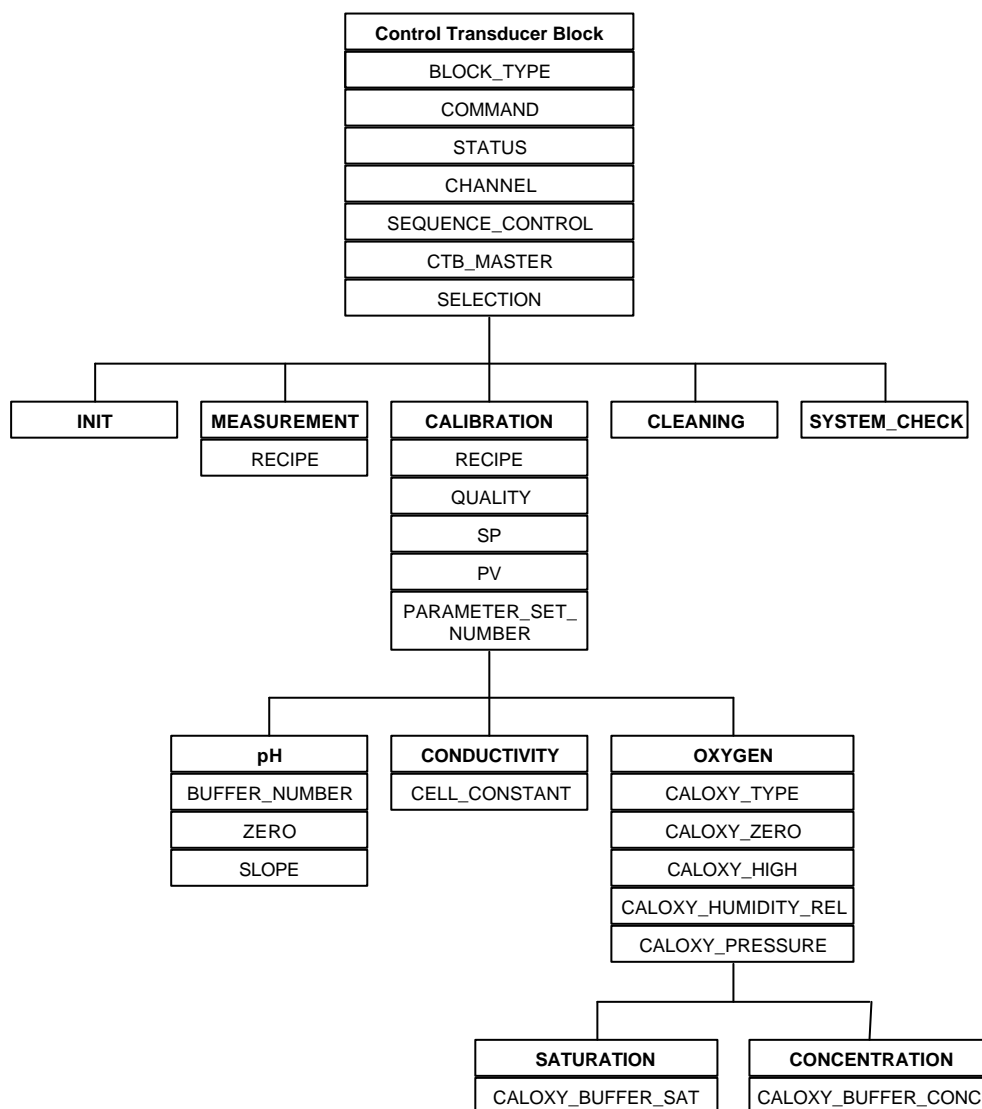 Control Transducer Block
BLOCK_TYPE
COMMAND
STATUS
CHANNEL
SEQUENCE_CONTROL
CTB_MASTER
SELECTION
INIT
MEASUREMENT
RECIPE
CALIBRATION
RECIPE
QUALITY
SP
PV
PARAMETER_SET_
NUMBER
CLEANING
SYSTEM_CHECK
pH
BUFFER_NUMBER
ZERO
SLOPE
CONDUCTIVITY
CELL_CONSTANT
OXYGEN
CALOXY_TYPE
CALOXY_ZERO
CALOXY_HIGH
CALOXY_HUMIDITY_REL
CALOXY_PRESSURE
SATURATION
CALOXY_BUFFER_SAT
CONCENTRATION
CALOXY_BUFFER_CONC